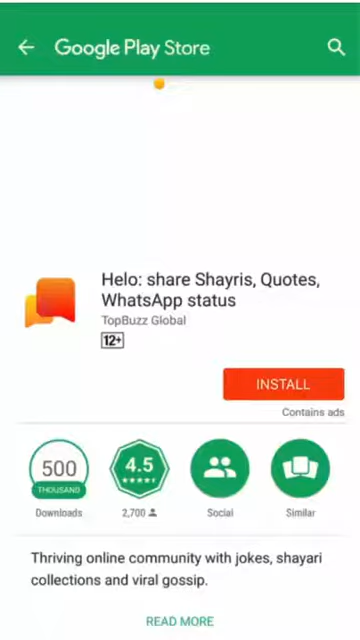 Google Play Store
Helo: share Shayris, Quotes,
WhatsApp status
TopBuzz Global
12+
INSTALL
Contains ads
500
THOUSAND
4.5
Downloads
2,700
Social
Similar
Thriving online community with jokes, shayari
collections and viral gossip.
READ MORE